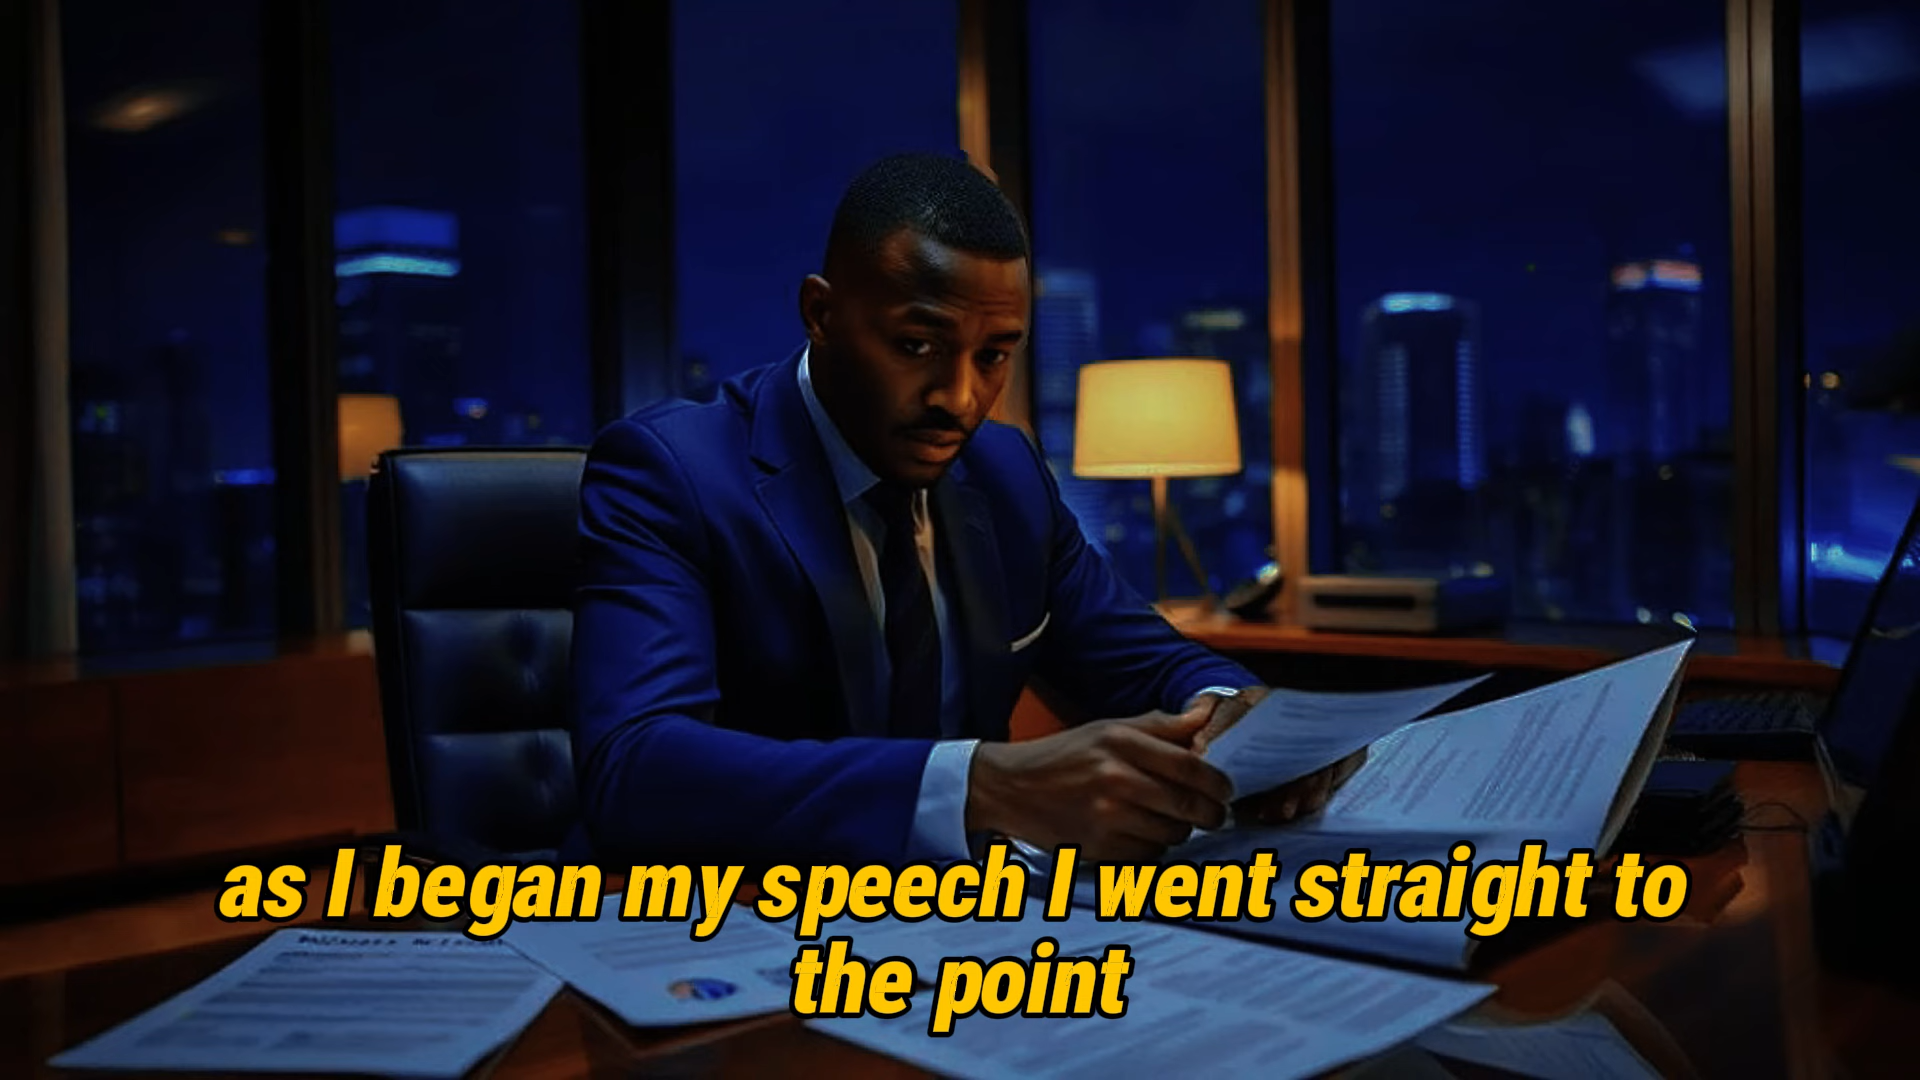 as I began my speech I went straight to
the point